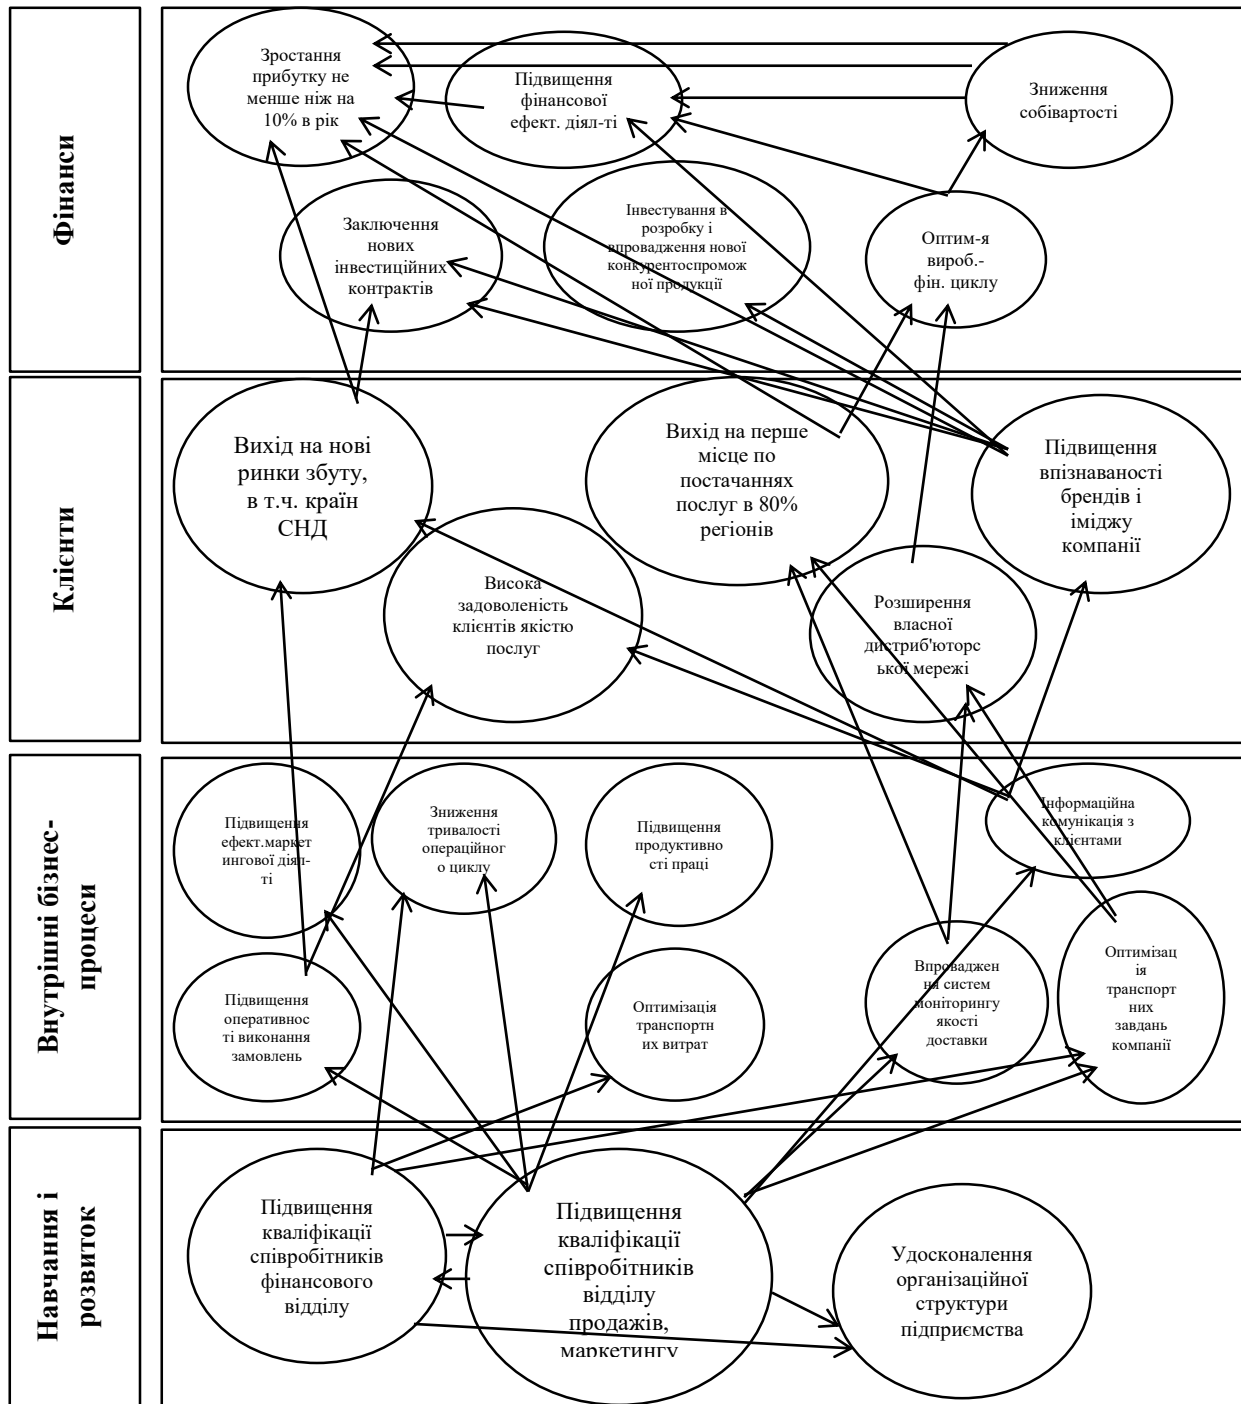 Фінанси
Зростання
прибутку не
менше ніж на
10% в рік
Підвищення
фінансової
ефект. діял-ті
Зниження
собівартості
Заключення
нових
інвестиційних
контрактів
Інвестування в
розробку і
впровадження нової
конкурентоспромож
ної продукції
Оптим-я
вироб.-
фін. циклу
Клієнти
Вихід на нові
ринки збуту,
в т.ч. країн
СНД
Вихід на перше
місце по
постачаннях
послуг в 80%
регіонів
Підвищення
впізнаваності
брендів і
іміджу
компанії
Висока
задоволеність
клієнтів якістю
послуг
Розширення
власної
дистриб'юторс
ької мережі
Внутрішні бізнес-
процеси
Підвищення
ефект.маркет
ингової діял-
ті
Зниження
тривалості
операційног
о циклу
Підвищення
продуктивно
сті праці
Інформаційна
комунікація з
клієнтами
Підвищення
оперативнос
ті виконання
замовлень
Оптимізація
транспортн
их витрат
Впроваджен
ня систем
моніторингу
якості
доставки
Оптимізац
ія
транспорт
них
завдань
компанії
Навчання і
розвиток
Підвищення
кваліфікації
співробітників
фінансового
відділу
Підвищення
кваліфікації
співробітників
відділу
продажів,
маркетингу
Удосконалення
організаційної
структури
підприємства